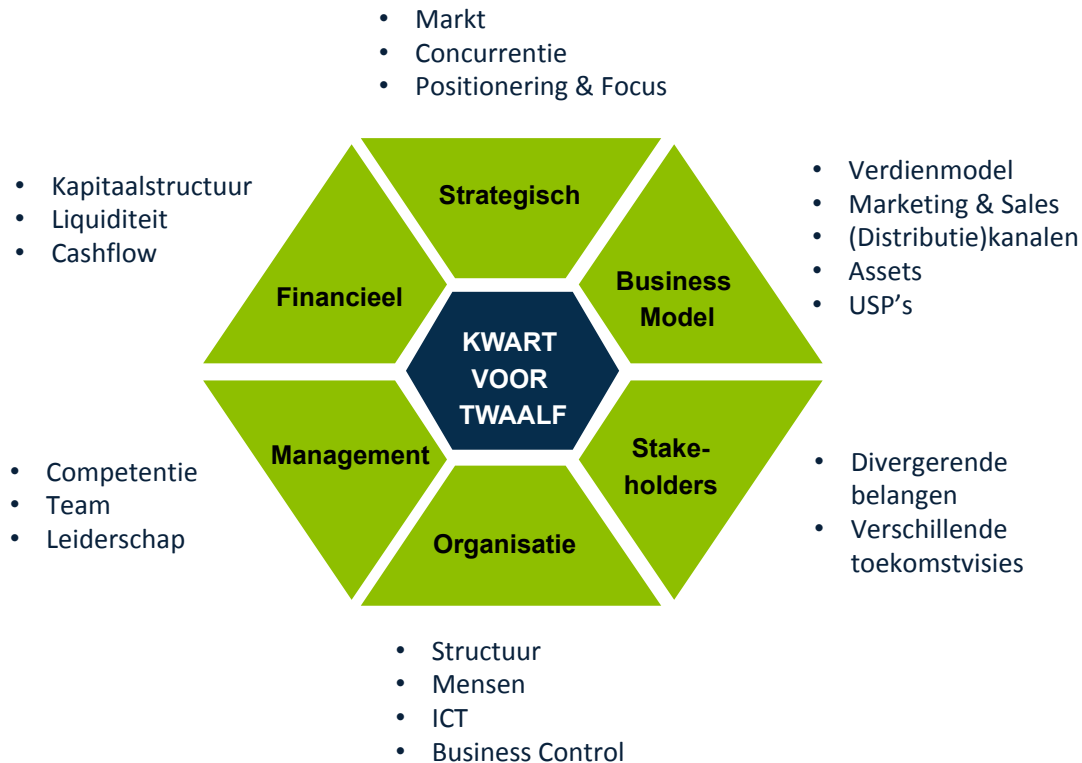 • Markt
• Concurrentie
• Positionering & Focus
Strategisch
• Kapitaalstructuur
• Liquiditeit
• Cashflow
Financieel
Business
Model
• Verdienmodel
• Marketing & Sales
• (Distributie)kanalen
• Assets
• USP’s
KWART
VOOR
TWAALF
• Competentie
• Team
• Leiderschap
Management
Stake-
holders
• Divergerende
belangen
• Verschillende
toekomstvisies
Organisatie
• Structuur
• Mensen
• ICT
• Business Control